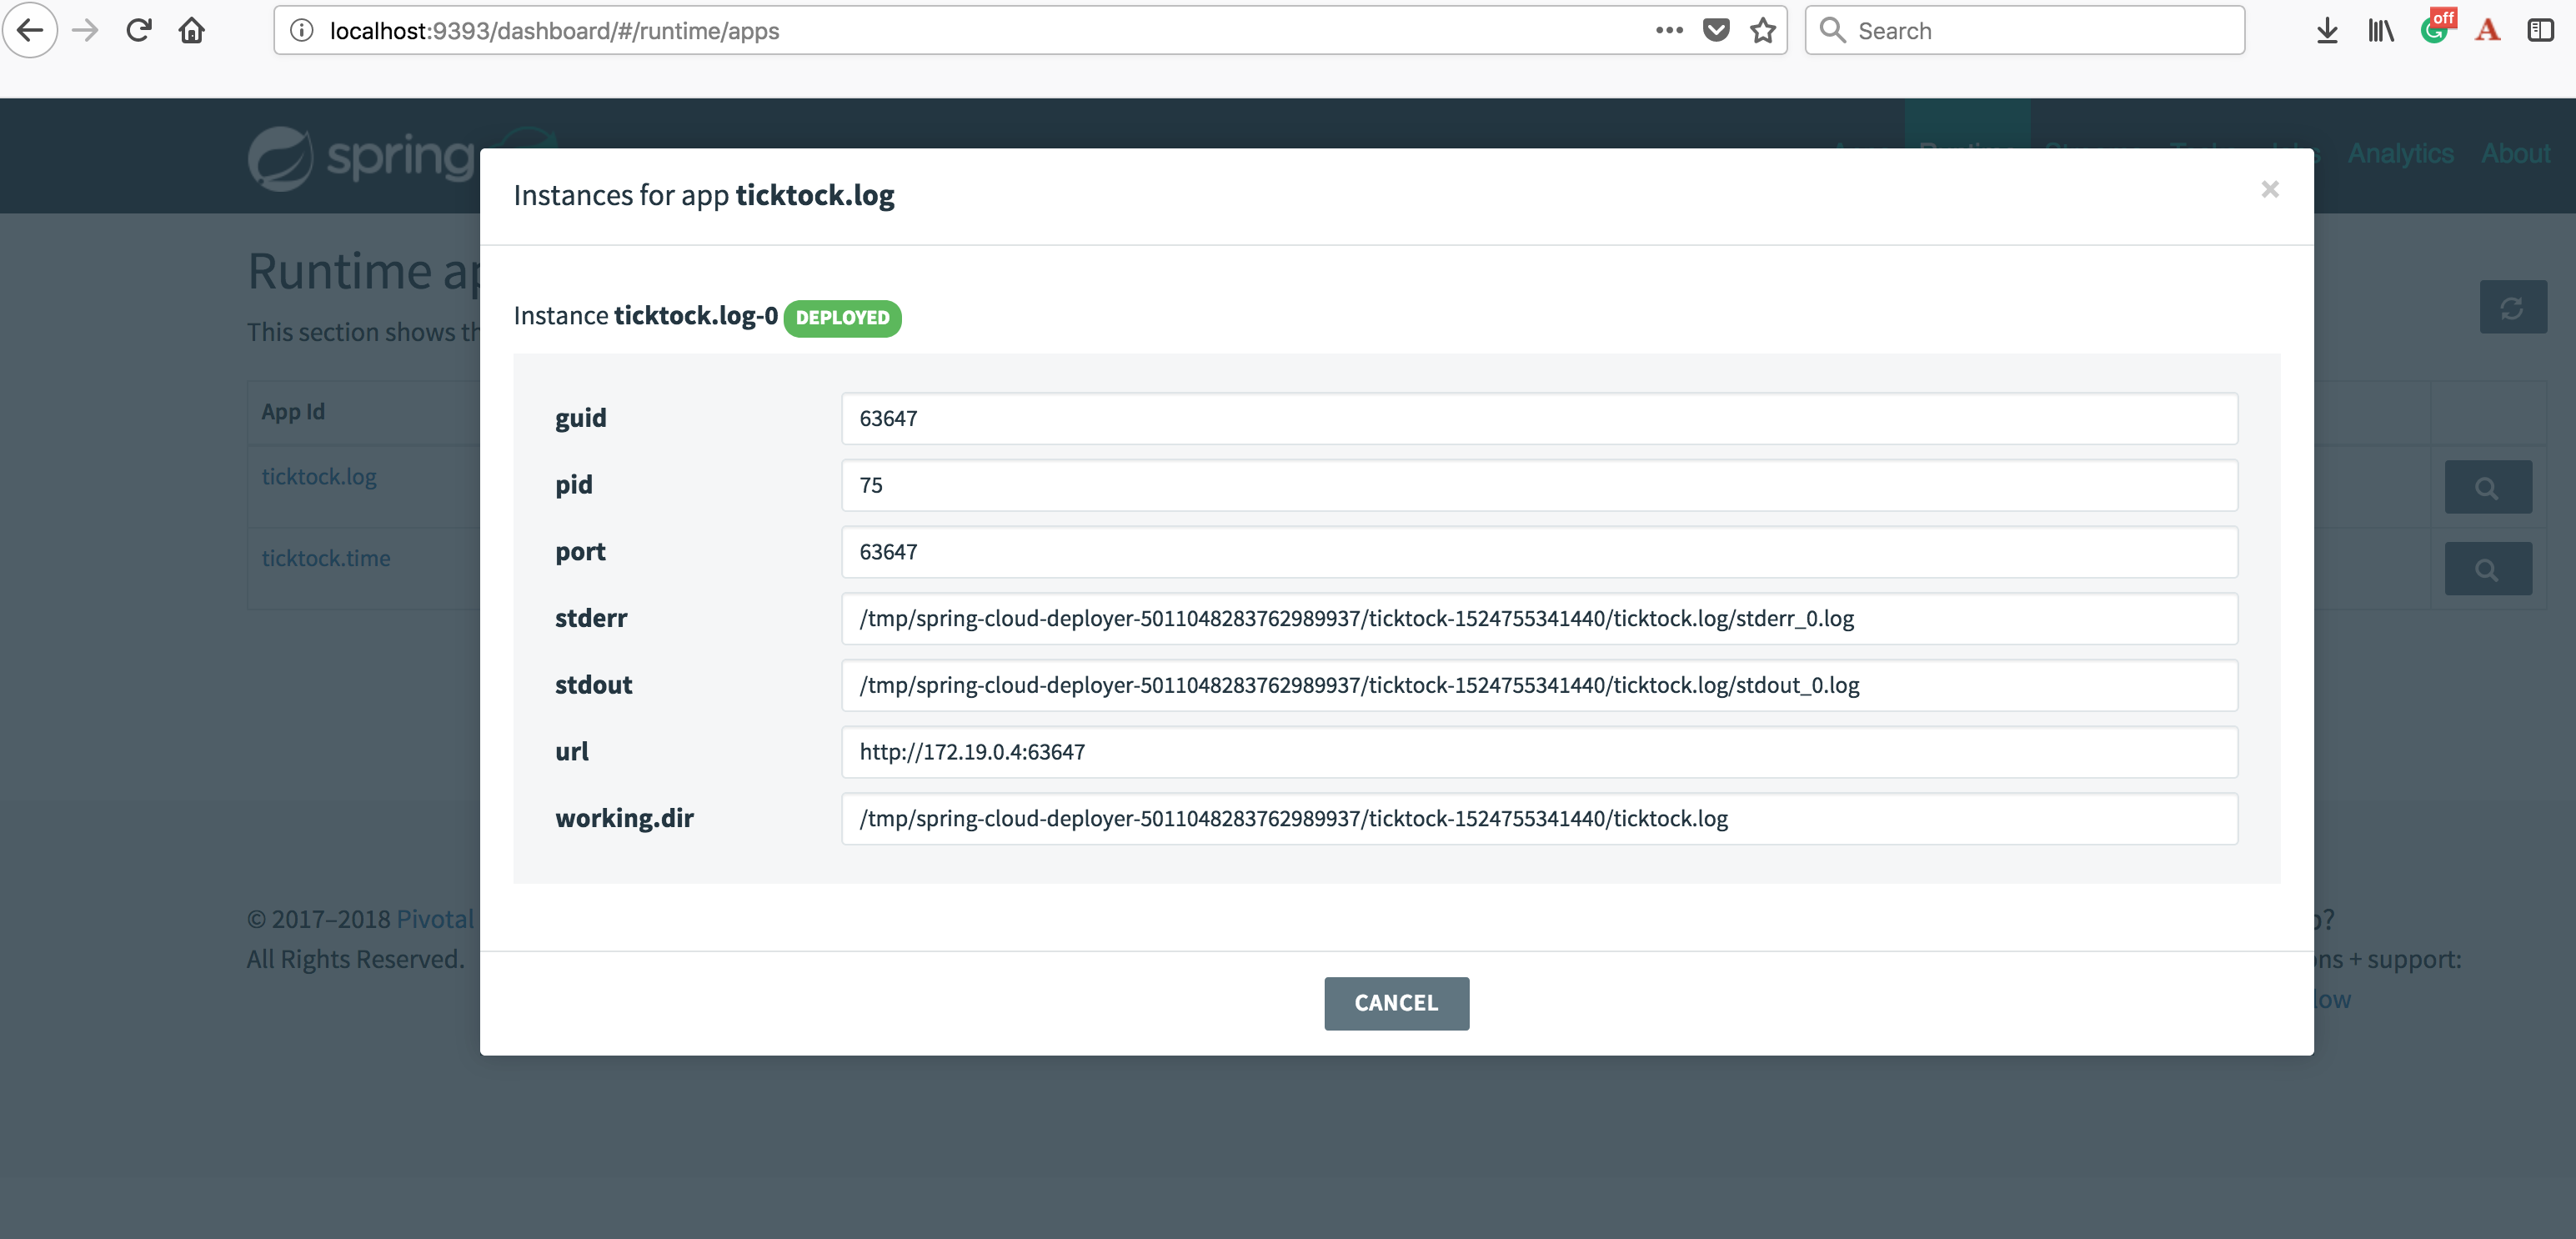 localhost:9393/dashboard/#/runtime/apps
Search
off
spring
Analytics
About
Instances for app ticktock.log
×
Runtime
This section shows
Instance ticktock.log-0 DEPLOYED
App Id
ticktock.log
ticktock.time
guid 63647
pid 75
port 63647
stderr /tmp/spring-cloud-deployer-5011048283762989937/ticktock-1524755341440/ticktock.log/stderr_0.log
stdout /tmp/spring-cloud-deployer-5011048283762989937/ticktock-1524755341440/ticktock.log/stdout_0.log
url http://172.19.0.4:63647
working.dir /tmp/spring-cloud-deployer-5011048283762989937/ticktock-1524755341440/ticktock.log
© 2017–2018 Pivotal
All Rights Reserved.
+ support:
CANCEL